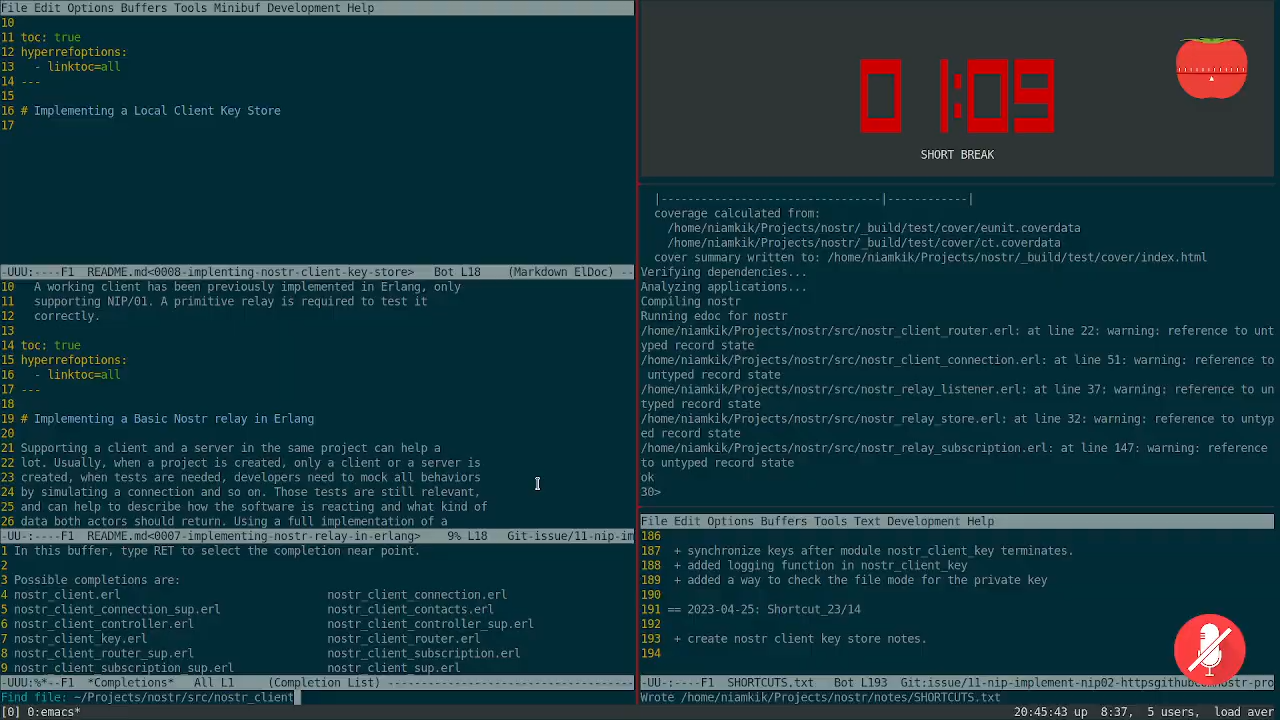 File Edit Options Buffers Tools Minibuf Development Help
10
11 toc: true
12 hyperrefoptions:
13   - linktoc=all
14 ---
15
16 # Implementing a Local Client Key Store
17
-UUU:----F1  README.md<0008-implenting-nostr-client-key-store>   Bot L18    (Markdown ElDoc) --
10   A working client has been previously implemented in Erlang, only
11   supporting NIP/01. A primitive relay is required to test it
12   correctly.
13
14 toc: true
15 hyperrefoptions:
16   - linktoc=all
17 ---
18
19 # Implementing a Basic Nostr relay in Erlang
20
21 Supporting a client and a server in the same project can help a
22 lot. Usually, when a project is created, only a client or a server is
23 created, when tests are needed, developers need to mock all behaviors
24 by simulating a connection and so on. Those tests are still relevant,
25 and can help to describe how the software is reacting and what kind of
26 data both actors should return. Using a full implementation of a
-UU-:----F1  README.md<0007-implementing-nostr-relay-in-erlang>    9% L18    Git-issue/11-nip-im
1 In this buffer, type RET to select the completion near point.
2
3 Possible completions are:
4 nostr_client.erl                               nostr_client_connection.erl
5 nostr_client_connection_sup.erl                nostr_client_contacts.erl
6 nostr_client_controller.erl                    nostr_client_controller_sup.erl
7 nostr_client_key.erl                           nostr_client_router.erl
8 nostr_client_router_sup.erl                    nostr_client_subscription.erl
9 nostr_client_subscription_sup.erl              nostr_client_sup.erl
-UUU:%*--F1  *Completions*   All L1     (Completion List) --------------------------------------
Find file: ~/Projects/nostr/src/nostr_client
01:09
SHORT BREAK
|---------------------------------|------------|
coverage calculated from:
/home/niamkik/Projects/nostr/_build/test/cover/eunit.coverdata
/home/niamkik/Projects/nostr/_build/test/cover/ct.coverdata
cover summary written to: /home/niamkik/Projects/nostr/_build/test/cover/index.html
Verifying dependencies...
Analyzing applications...
Compiling nostr
Running edoc for nostr
/home/niamkik/Projects/nostr/src/nostr_client_router.erl: at line 22: warning: reference to unt
yped record state
/home/niamkik/Projects/nostr/src/nostr_client_connection.erl: at line 51: warning: reference to
untyped record state
/home/niamkik/Projects/nostr/src/nostr_relay_listener.erl: at line 37: warning: reference to un
typed record state
/home/niamkik/Projects/nostr/src/nostr_relay_store.erl: at line 32: warning: reference to untyp
ed record state
/home/niamkik/Projects/nostr/src/nostr_relay_subscription.erl: at line 147: warning: reference
to untyped record state
ok
30>
File Edit Options Buffers Tools Text Development Help
186
187  + synchronize keys after module nostr_client_key terminates.
188  + added logging function in nostr_client_key
189  + added a way to check the file mode for the private key
190
191 == 2023-04-25: Shortcut_23/14
192
193  + create nostr client key store notes.
194
-UU-:----F1  SHORTCUTS.txt   Bot L193  Git:issue/11-nip-implement-nip02-httpsgithubcomnostr-pro
Wrote /home/niamkik/Projects/nostr/notes/SHORTCUTS.txt
[0] 0:emacs*
20:45:43 up  8:37,  5 users,  load aver